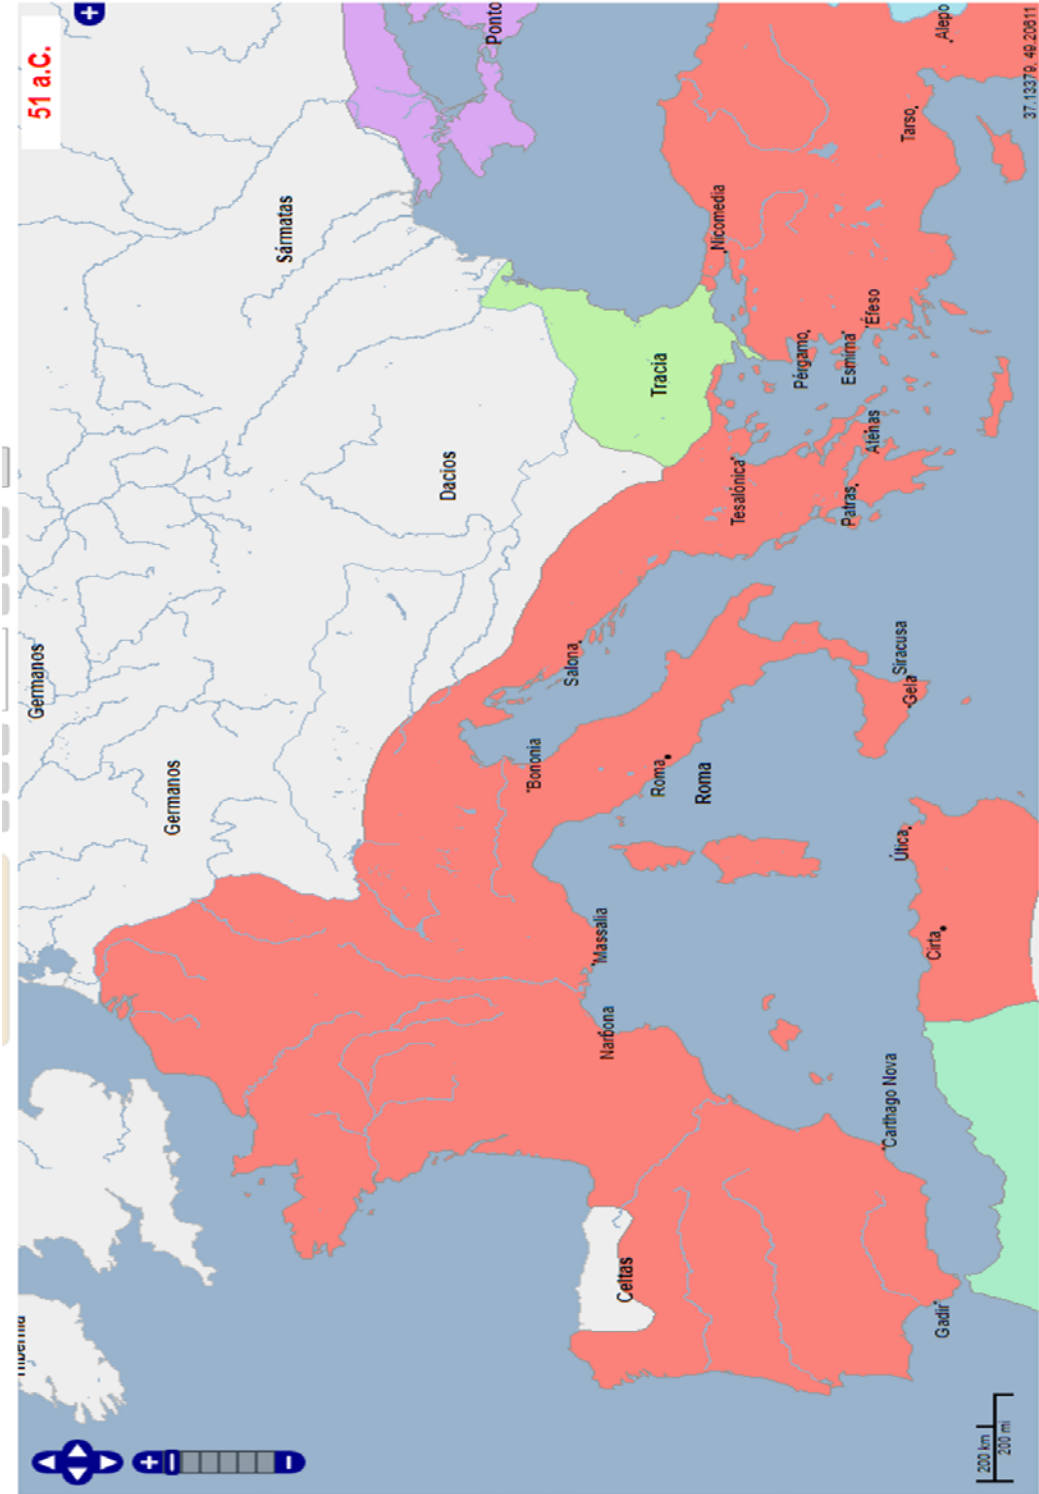 Germanos
51 a.C.
Germanos
Sármatas
Dacios
Ponto
Bononia
Salona
Massalia
Narbona
Celtas
Roma
Tracia
Roma
Nicomedia
Tesalónica
Pérgamo
Patras
Esmirna
Atenas
Éfeso
Carthago Nova
Útica
Siracusa
Gela
Tarso
Cirta
Gadir
Alepo
200 km
200 mi
37.13379, 49.20611